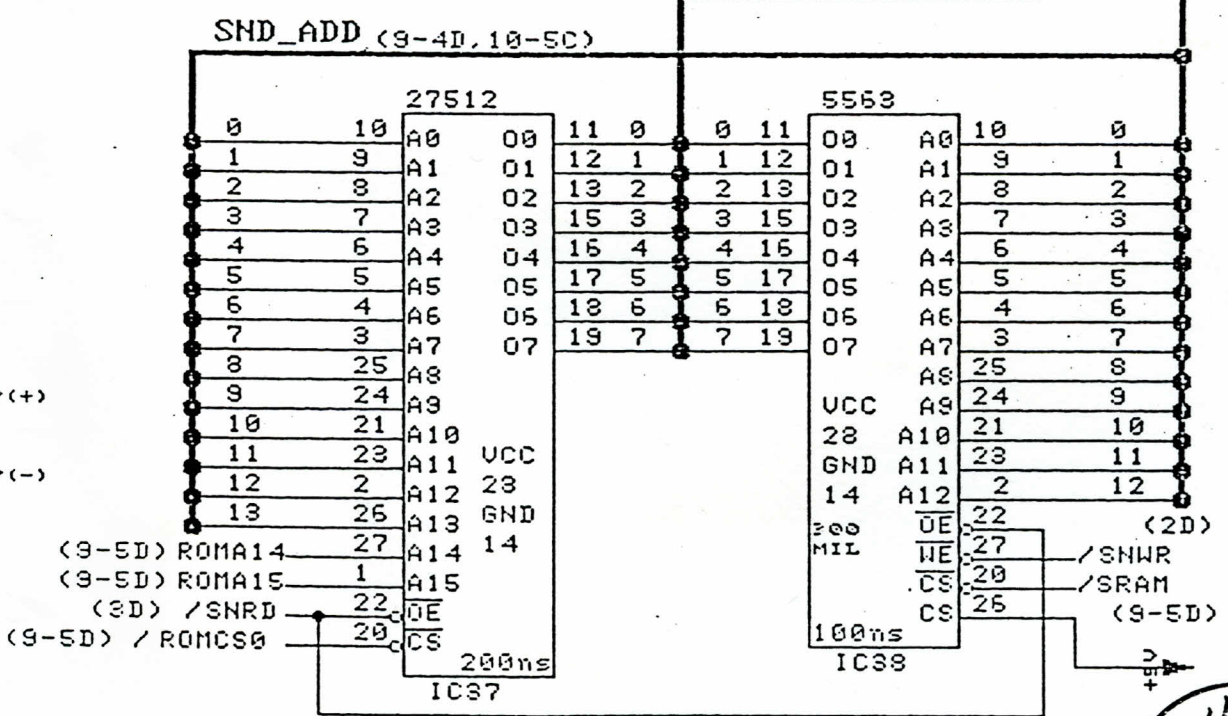 SND_ADD (9-4D,10-5C)
27512
5563
0 10 A0 O0 11 0 0 11 O0 A0 10 0
1 9 A1 O1 12 1 1 12 O1 A1 9 1
2 8 A2 O2 13 2 2 13 O2 A2 8 2
3 7 A3 O3 15 3 3 15 O3 A3 7 3
4 6 A4 O4 16 4 4 16 O4 A4 6 4
5 5 A5 O5 17 5 5 17 O5 A5 5 5
6 4 A6 O6 18 6 6 18 O6 A6 4 6
7 3 A7 O7 19 7 7 19 O7 A7 3 7
8 25 A8 A8 25 8
(+) 9 24 A9 VCC A9 24 9
10 21 A10 28 A10 21 10
(-) 11 23 A11 VCC GND A11 23 11
12 2 A12 28 14 A12 2 12
13 26 A13 GND 300 OE 22 (2D)
(9-5D) ROMA14 27 A14 14 MIL WE 27 /SNWR
(9-5D) ROMA15 1 A15 CS 20 /SRAM
(3D) /SNRD 22 OE CS 26 (9-5D)
(9-5D) /ROMCS0 20 CS 100ns
200ns IC38
IC37
+5V